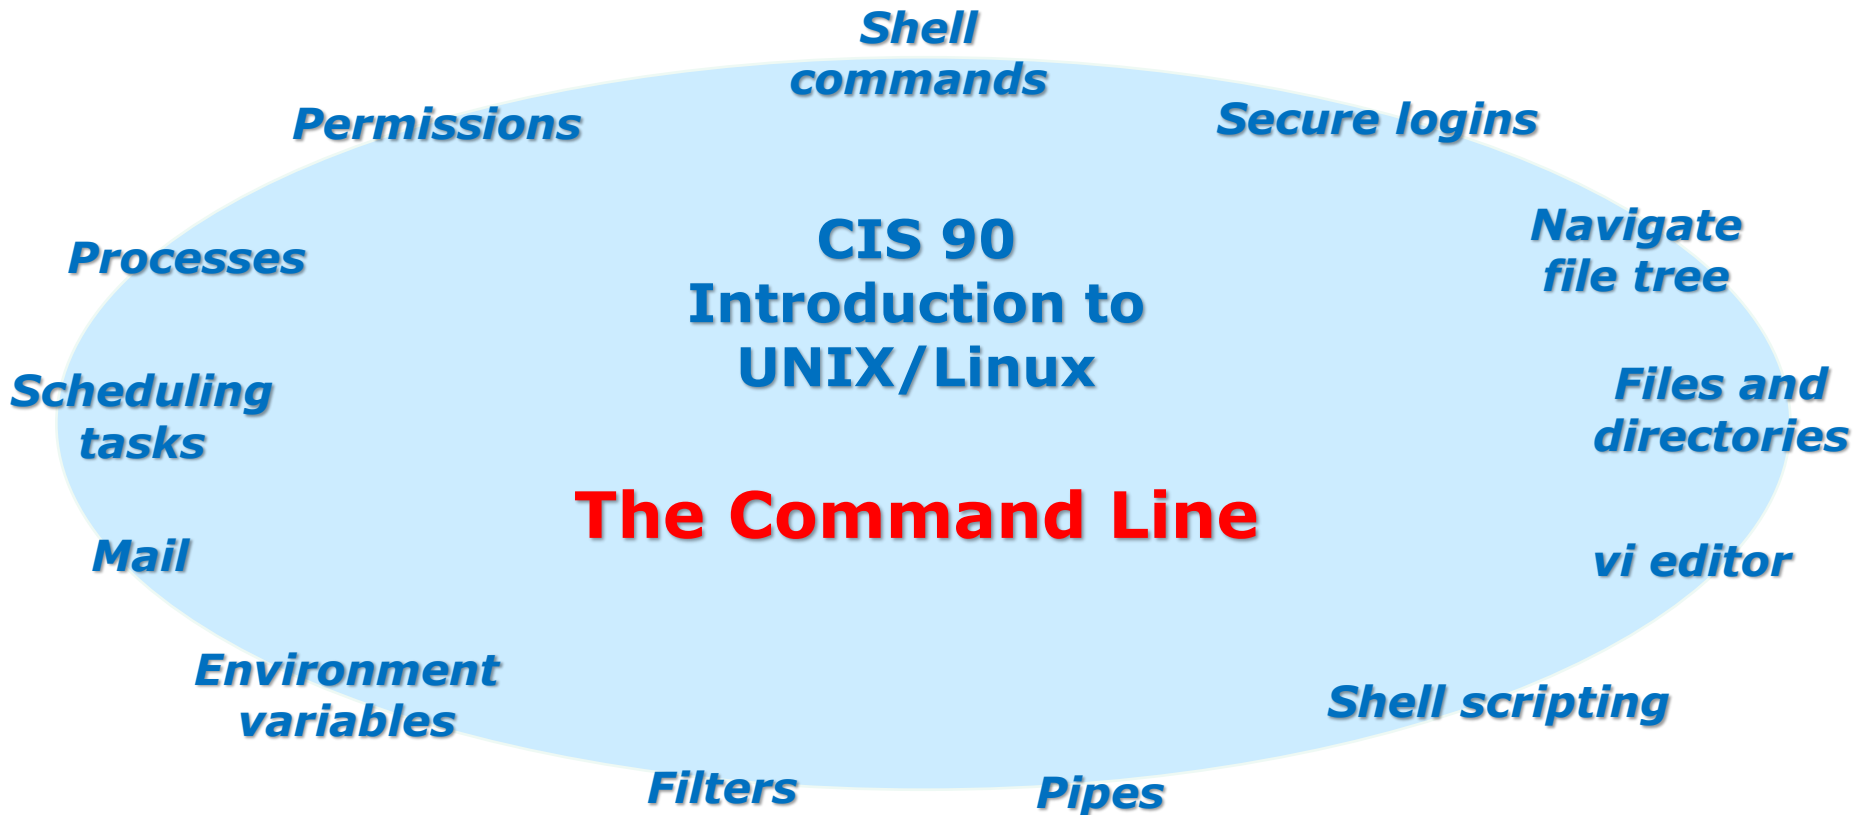 Shell
commands
Permissions
Secure logins
CIS 90
Introduction to
UNIX/Linux
Navigate
file tree
Processes
Scheduling
tasks
Files and
directories
The Command Line
Mail
vi editor
Environment
variables
Shell scripting
Filters
Pipes